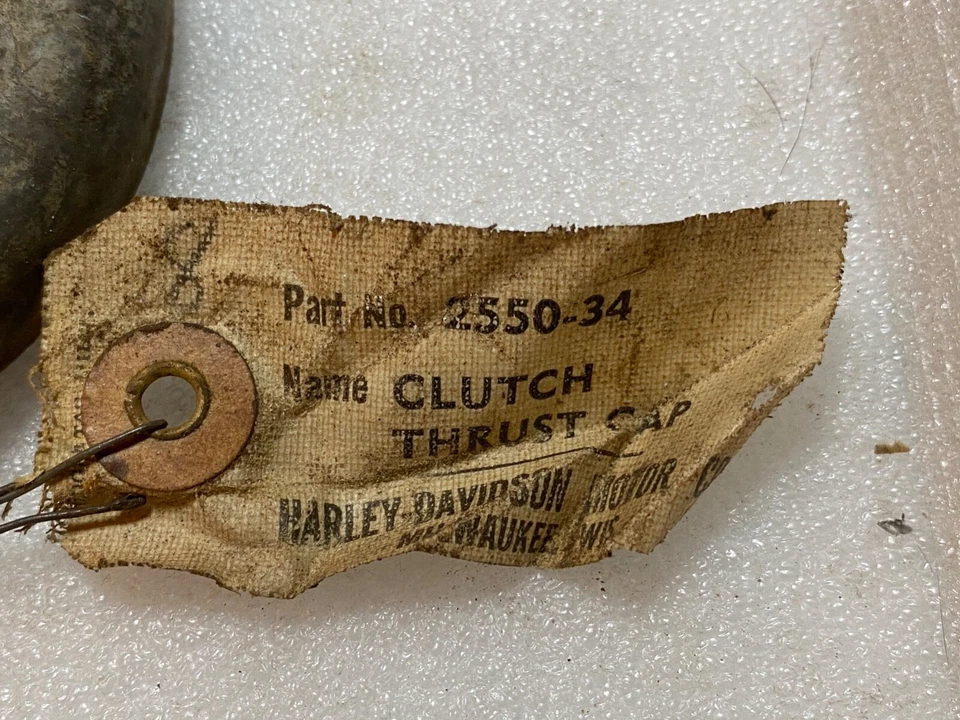 Part No. 2550-34
Name CLUTCH
THRUST CAP
HARLEY-DAVIDSON MOTOR CO.
MILWAUKEE, WIS.